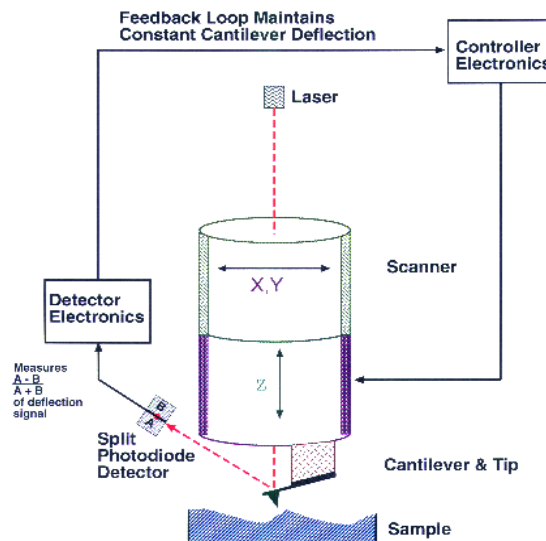 Feedback Loop Maintains
Constant Cantilever Deflection
Controller
Electronics
Laser
X,Y
Scanner
Detector
Electronics
Z
Measures
A - B
A + B
of deflection
signal
B
A
Split
Photodiode
Detector
Cantilever & Tip
Sample